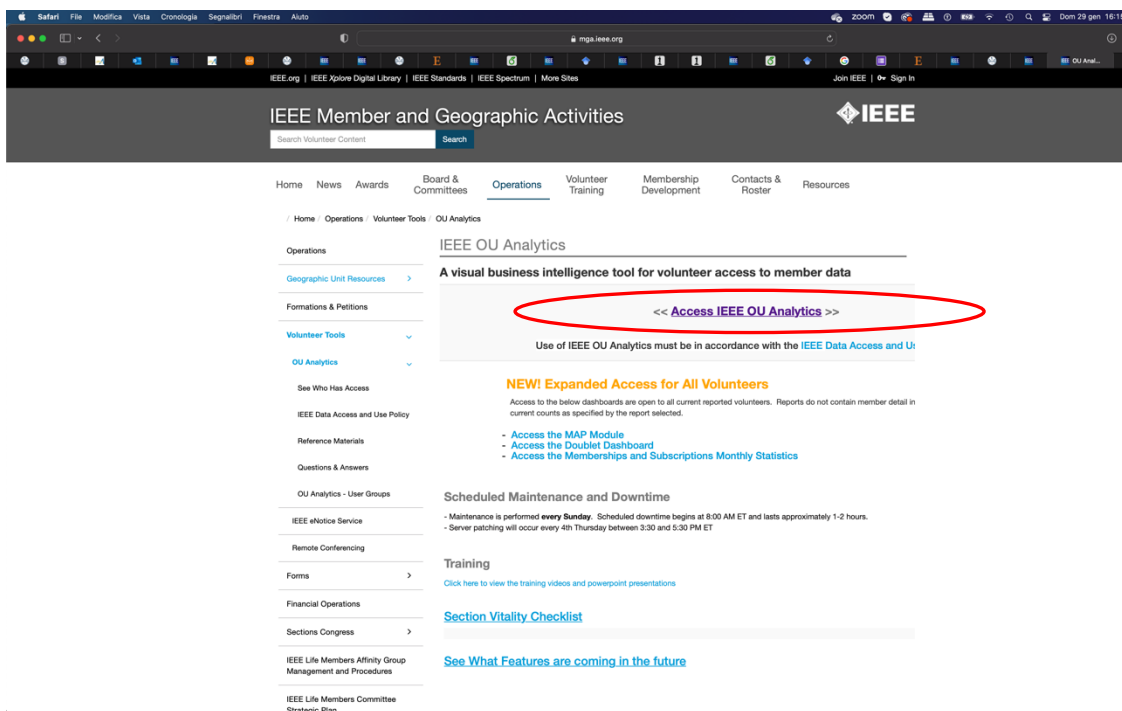 Safari File Modifica Vista Cronologia Segnalibri Finestra Aiuto zoom Dom 29 gen 16:15
mga.ieee.org
OU Anal...
IEEE.org | IEEE Xplore Digital Library | IEEE Standards | IEEE Spectrum | More Sites Join IEEE | Sign In
IEEE Member and Geographic Activities
IEEE
Search Volunteer Content Search
Home News Awards Board & Committees Operations Volunteer Training Membership Development Contacts & Roster Resources
/ Home / Operations / Volunteer Tools / OU Analytics
Operations
Geographic Unit Resources >
Formations & Petitions
Volunteer Tools
OU Analytics
See Who Has Access
IEEE Data Access and Use Policy
Reference Materials
Questions & Answers
OU Analytics - User Groups
IEEE eNotice Service
Remote Conferencing
Forms >
Financial Operations
Sections Congress >
IEEE Life Members Affinity Group
Management and Procedures
IEEE Life Members Committee
Strategic Plan
IEEE OU Analytics
A visual business intelligence tool for volunteer access to member data
<< Access IEEE OU Analytics >>
Use of IEEE OU Analytics must be in accordance with the IEEE Data Access and Us
NEW! Expanded Access for All Volunteers
Access to the below dashboards are open to all current reported volunteers. Reports do not contain member detail in
current counts as specified by the report selected.
- Access the MAP Module
- Access the Doublet Dashboard
- Access the Memberships and Subscriptions Monthly Statistics
Scheduled Maintenance and Downtime
- Maintenance is performed every Sunday. Scheduled downtime begins at 8:00 AM ET and lasts approximately 1-2 hours.
- Server patching will occur every 4th Thursday between 3:30 and 5:30 PM ET
Training
Click here to view the training videos and powerpoint presentations
Section Vitality Checklist
See What Features are coming in the future